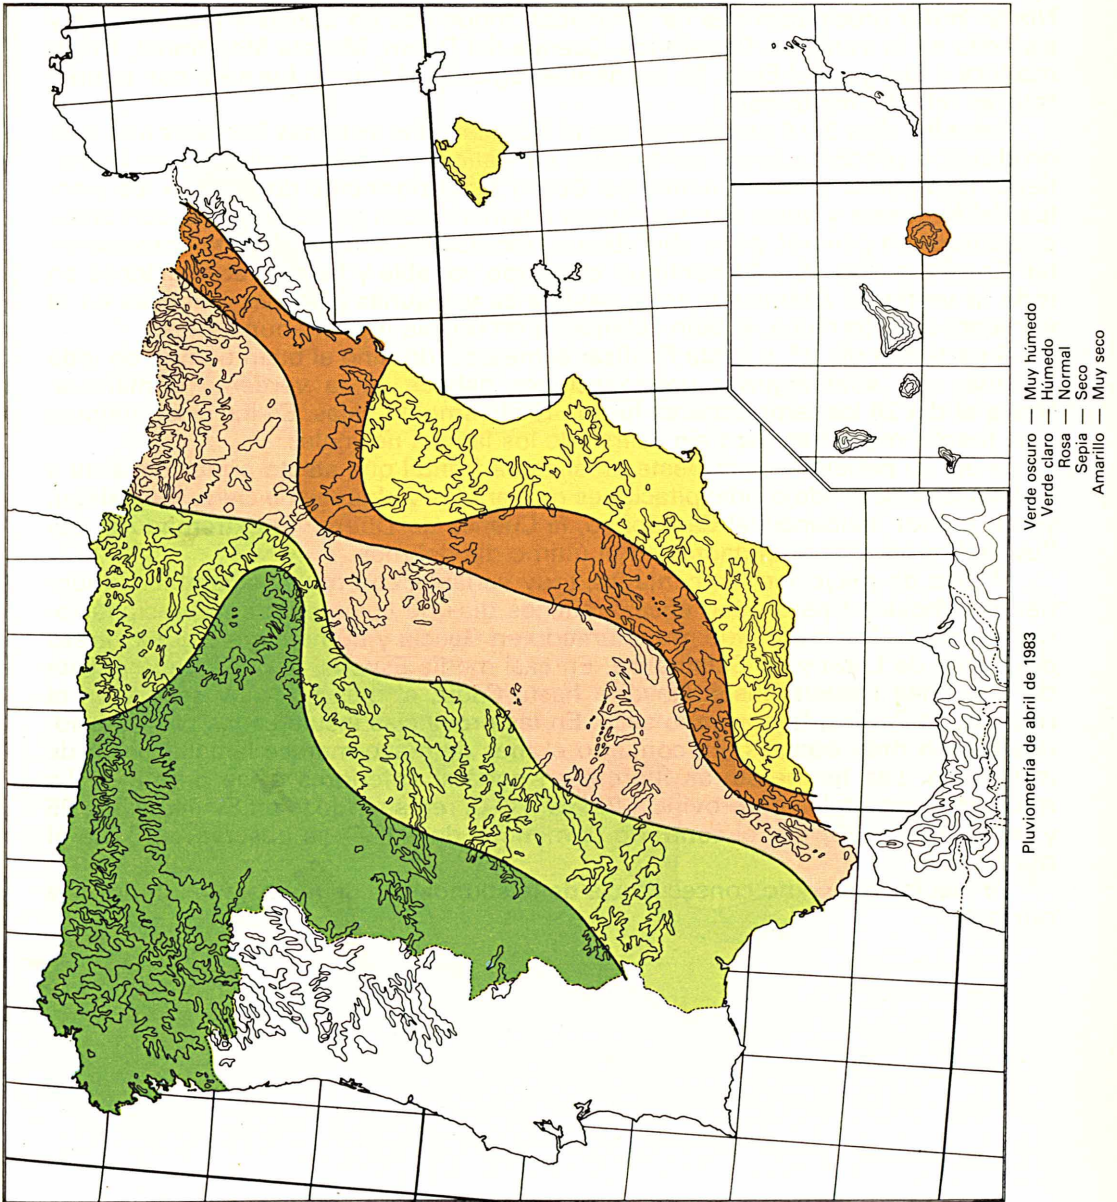 Pluviometría de abril de 1983
Verde oscuro — Muy húmedo
Verde claro — Húmedo
Rosa — Normal
Sepia — Seco
Amarillo — Muy seco